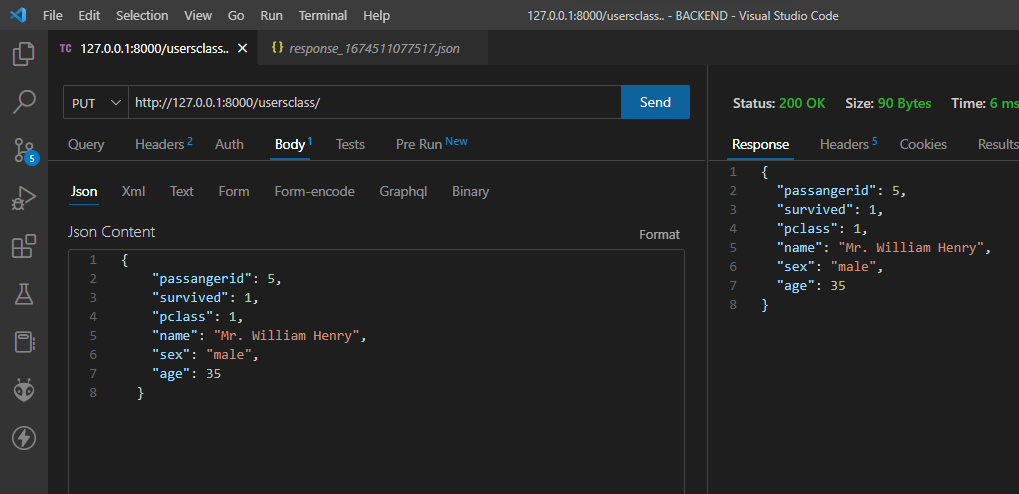 File Edit Selection View Go Run Terminal Help 127.0.0.1:8000/usersclass.. - BACKEND - Visual Studio Code
TC 127.0.0.1:8000/usersclass.. × {} response_1674511077517.json
PUT http://127.0.0.1:8000/usersclass/ Send
Status: 200 OK Size: 90 Bytes Time: 6 ms
Query Headers 2 Auth Body 1 Tests Pre Run New
Response Headers 5 Cookies Results
5
Json Xml Text Form Form-encode Graphql Binary
Json Content Format
1 {
2 "passangerid": 5,
3 "survived": 1,
4 "pclass": 1,
5 "name": "Mr. William Henry",
6 "sex": "male",
7 "age": 35
8 }
1 {
2 "passangerid": 5,
3 "survived": 1,
4 "pclass": 1,
5 "name": "Mr. William Henry",
6 "sex": "male",
7 "age": 35
8 }